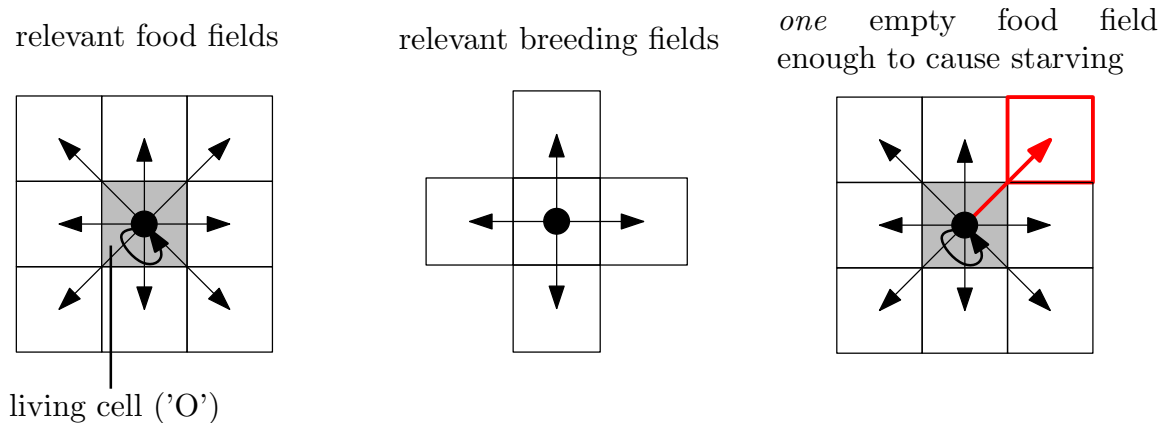 relevant food fields
relevant breeding fields
one empty food field
enough to cause starving
living cell ('O')